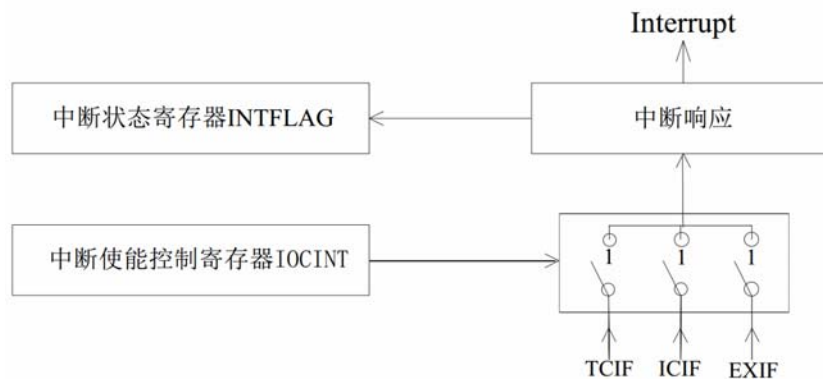 Interrupt
中断状态寄存器INTFLAG
中断响应
中断使能控制寄存器IOCINT
1 1 1
TCIF ICIF EXIF